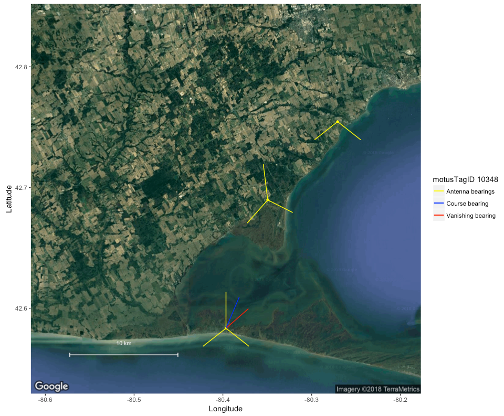 42.8
42.7
42.6
Latitude
10 km
Google
Imagery ©2018 TerraMetrics
-80.6
-80.5
-80.4
-80.3
-80.2
Longitude
motusTagID 10348
Antenna bearings
Course bearing
Vanishing bearing